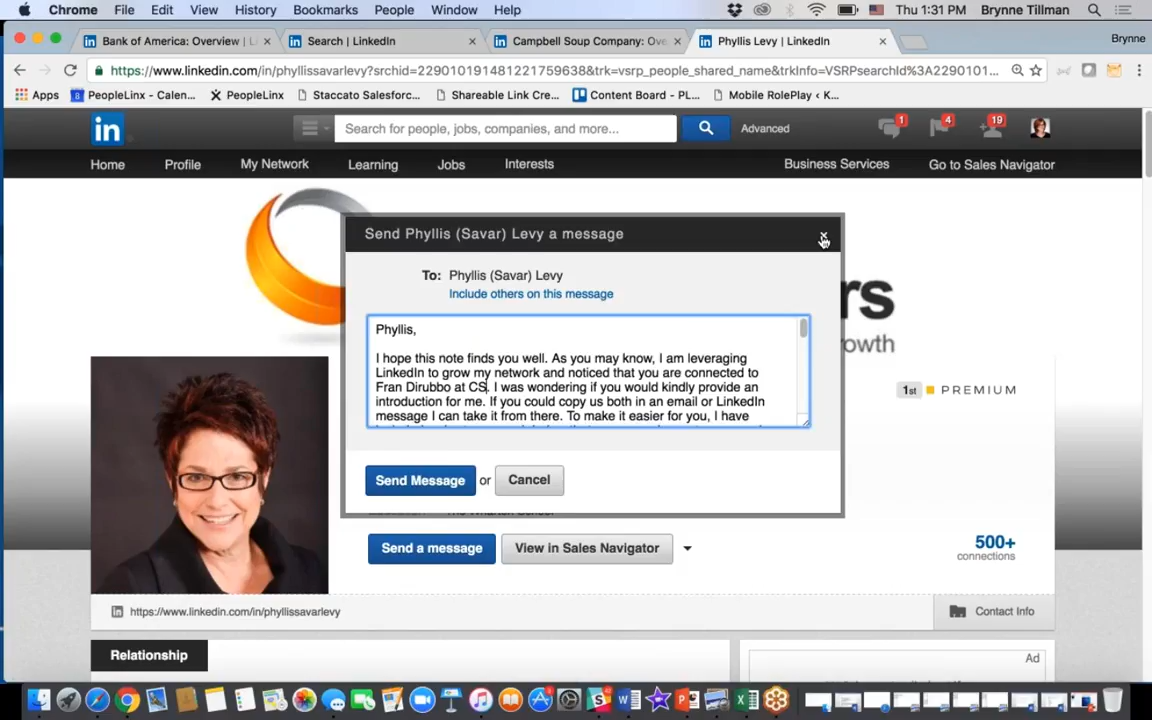 Chrome File Edit View History Bookmarks People Window Help Thu 1:31 PM Brynne Tillman
Bank of America: Overview | L
Search | LinkedIn
Campbell Soup Company: Ove
Phyllis Levy | LinkedIn
Brynne
https://www.linkedin.com/in/phyllissavarlevy?srchid=229010191481221759638&trk=vsrp_people_shared_name&trkInfo=VSRPsearchId%3A2290101...
Apps PeopleLinx - Calen... PeopleLinx Staccato Salesforc... Shareable Link Cre... Content Board - PL... Mobile RolePlay ‹ K...
in Search for people, jobs, companies, and more... Advanced 1 4 19
Home Profile My Network Learning Jobs Interests Business Services Go to Sales Navigator
Send Phyllis (Savar) Levy a message
To: Phyllis (Savar) Levy
Include others on this message
rs
owth
Phyllis,
I hope this note finds you well. As you may know, I am leveraging
LinkedIn to grow my network and noticed that you are connected to
Fran Dirubbo at CS. I was wondering if you would kindly provide an
introduction for me. If you could copy us both in an email or LinkedIn
message I can take it from there. To make it easier for you, I have
1st PREMIUM
Send Message or Cancel
Send a message View in Sales Navigator
500+
connections
https://www.linkedin.com/in/phyllissavarlevy
Contact Info
Relationship
Ad